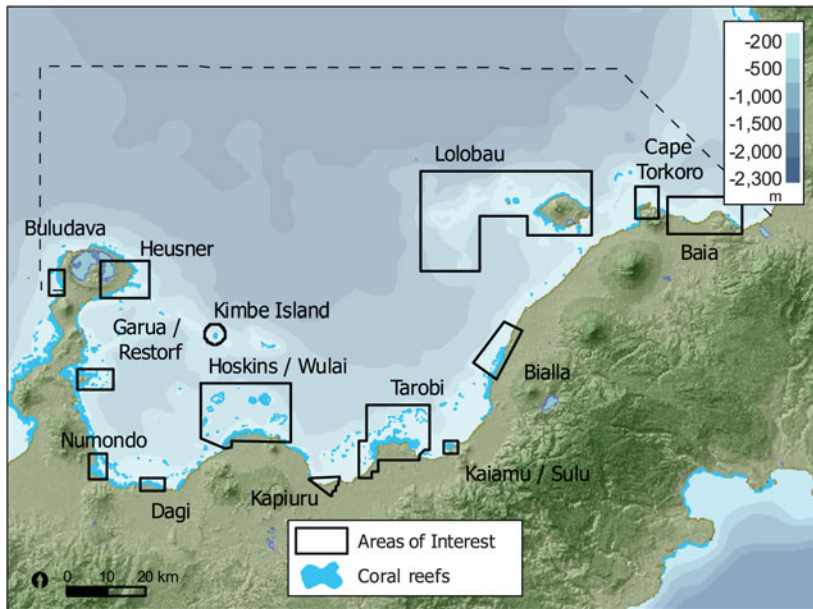 -200
-500
-1,000
-1,500
-2,000
-2,300
m
Lolobau
Cape
Torkoro
Buludava
Heusner
Baia
Kimbe Island
Garua /
Restorf
Hoskins / Wulai
Tarobi
Bialla
Numondo
Kaiamu / Sulu
Kapiuru
Dagi
Areas of Interest
Coral reefs
0 10 20 km